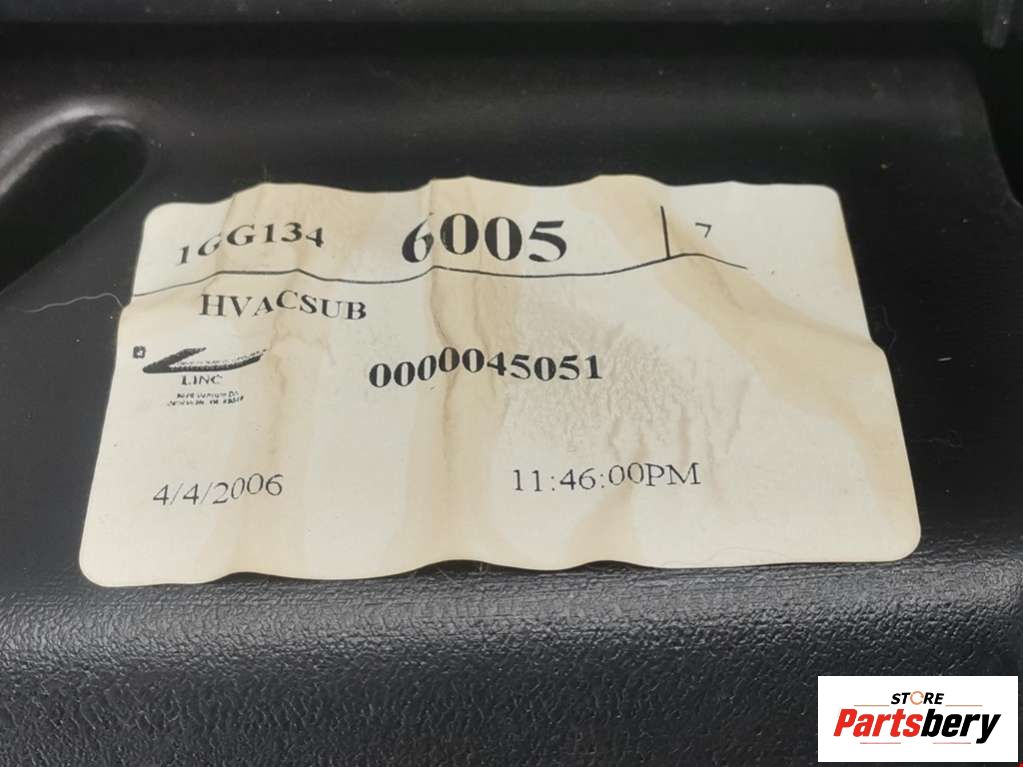 1GG134 6005 7
HVACSUB
LINC
0000045051
4/4/2006 11:46:00PM
STORE
Partsbery